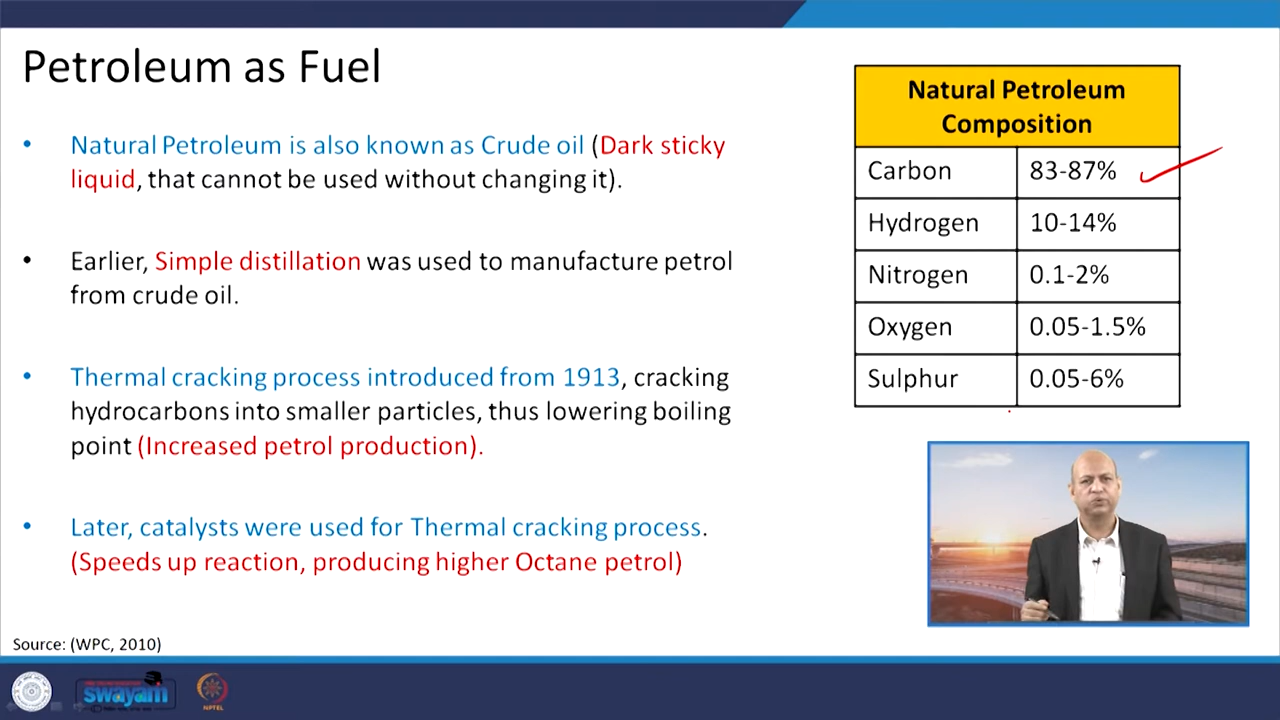 Petroleum as Fuel
• Natural Petroleum is also known as Crude oil (Dark sticky
liquid, that cannot be used without changing it).
• Earlier, Simple distillation was used to manufacture petrol
from crude oil.
• Thermal cracking process introduced from 1913, cracking
hydrocarbons into smaller particles, thus lowering boiling
point (Increased petrol production).
• Later, catalysts were used for Thermal cracking process.
(Speeds up reaction, producing higher Octane petrol)
Natural Petroleum
Composition
Carbon 83-87%
Hydrogen 10-14%
Nitrogen 0.1-2%
Oxygen 0.05-1.5%
Sulphur 0.05-6%
Source: (WPC, 2010)
swayam
NPTEL